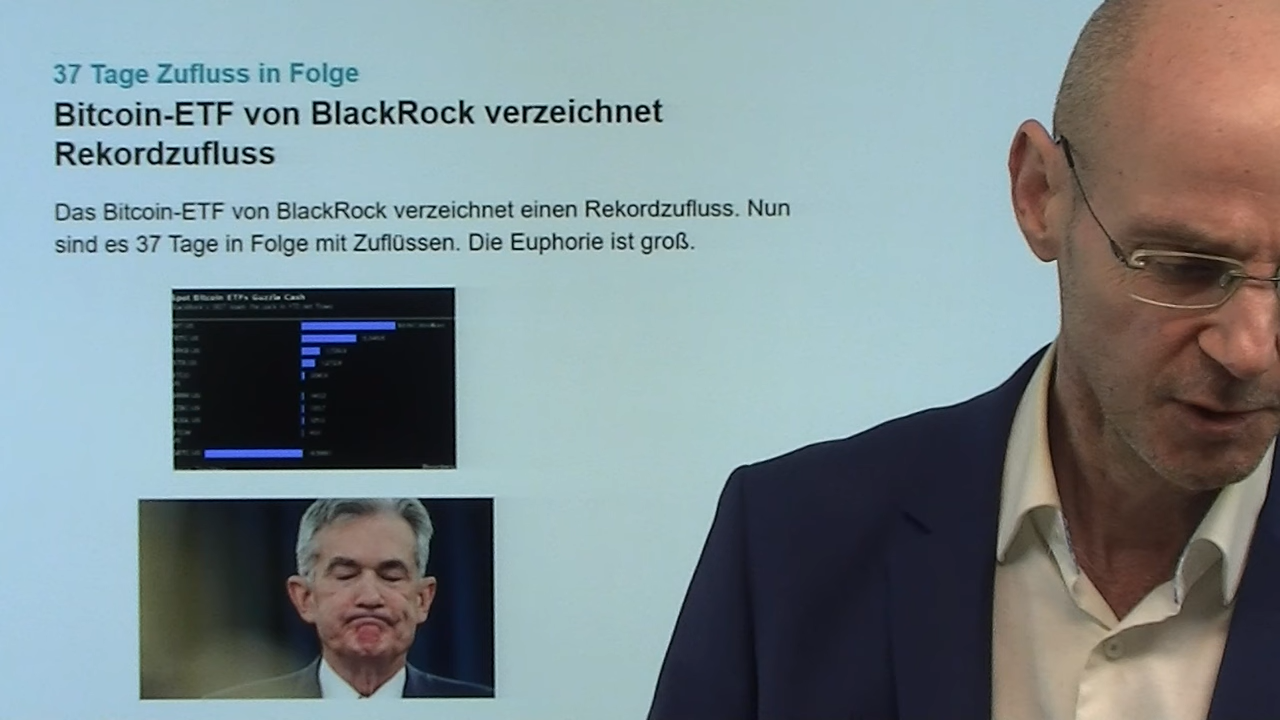 37 Tage Zufluss in Folge
Bitcoin-ETF von BlackRock verzeichnet
Rekordzufluss
Das Bitcoin-ETF von BlackRock verzeichnet einen Rekordzufluss. Nun
sind es 37 Tage in Folge mit Zuflüssen. Die Euphorie ist groß.
Spot Bitcoin ETFs Guzzle Cash